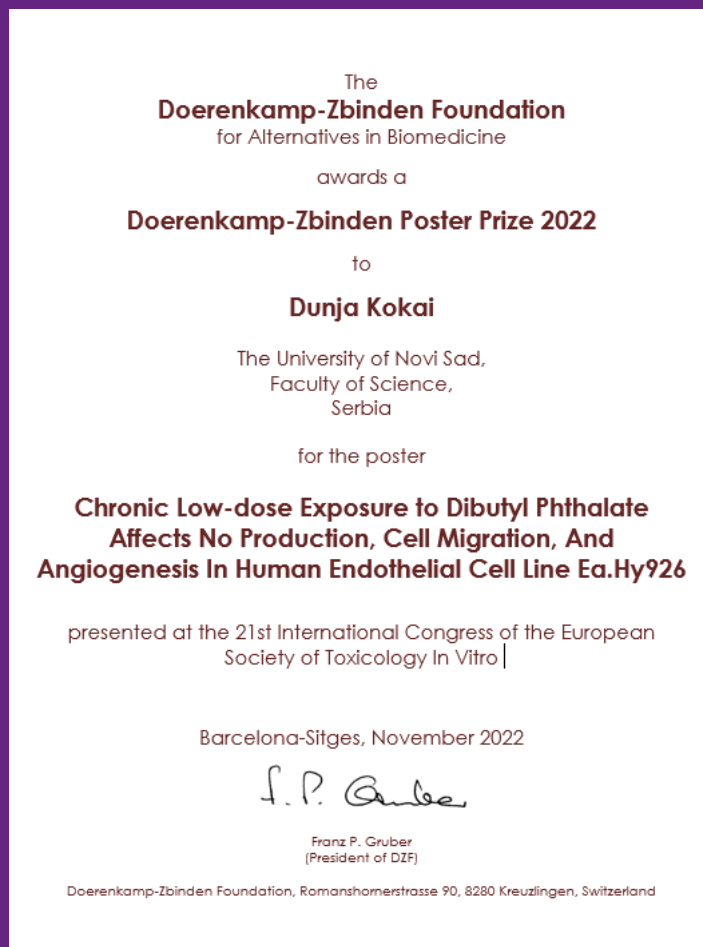 The
Doerenkamp-Zbinden Foundation
for Alternatives in Biomedicine
awards a
Doerenkamp-Zbinden Poster Prize 2022
to
Dunja Kokai
The University of Novi Sad,
Faculty of Science,
Serbia
for the poster
Chronic Low-dose Exposure to Dibutyl Phthalate
Affects No Production, Cell Migration, And
Angiogenesis In Human Endothelial Cell Line Ea.Hy926
presented at the 21st International Congress of the European
Society of Toxicology In Vitro
Barcelona-Sitges, November 2022
F. P. Gruber
Franz P. Gruber
(President of DZF)
Doerenkamp-Zbinden Foundation, Romanshornerstrasse 90, 8280 Kreuzlingen, Switzerland